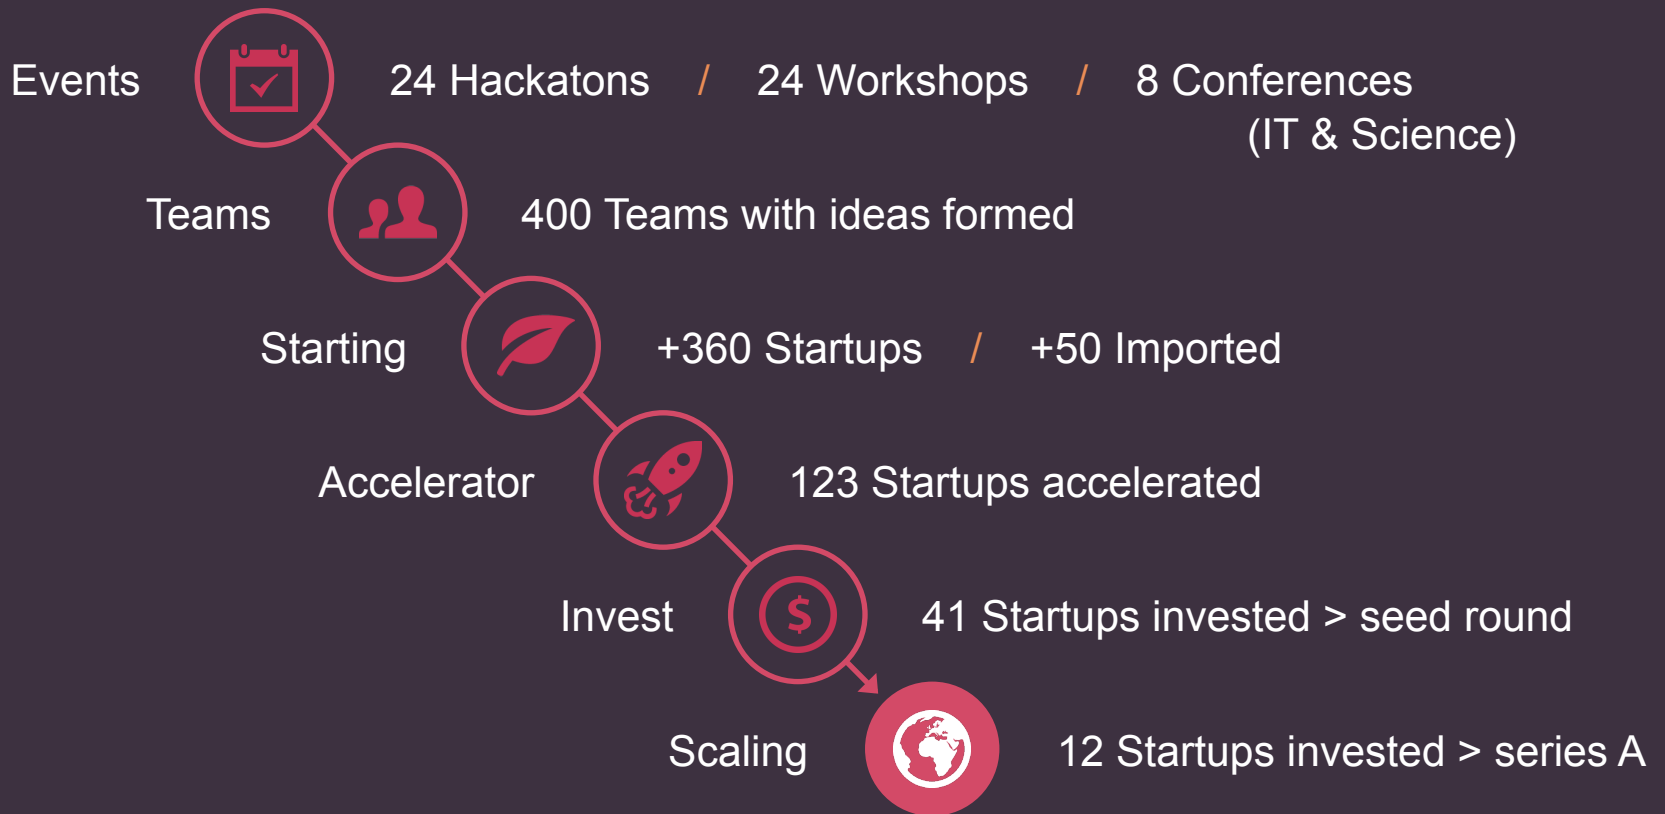 Events 24 Hackatons / 24 Workshops / 8 Conferences
(IT & Science)
Teams 400 Teams with ideas formed
Starting +360 Startups / +50 Imported
Accelerator 123 Startups accelerated
Invest $ 41 Startups invested > seed round
Scaling 12 Startups invested > series A